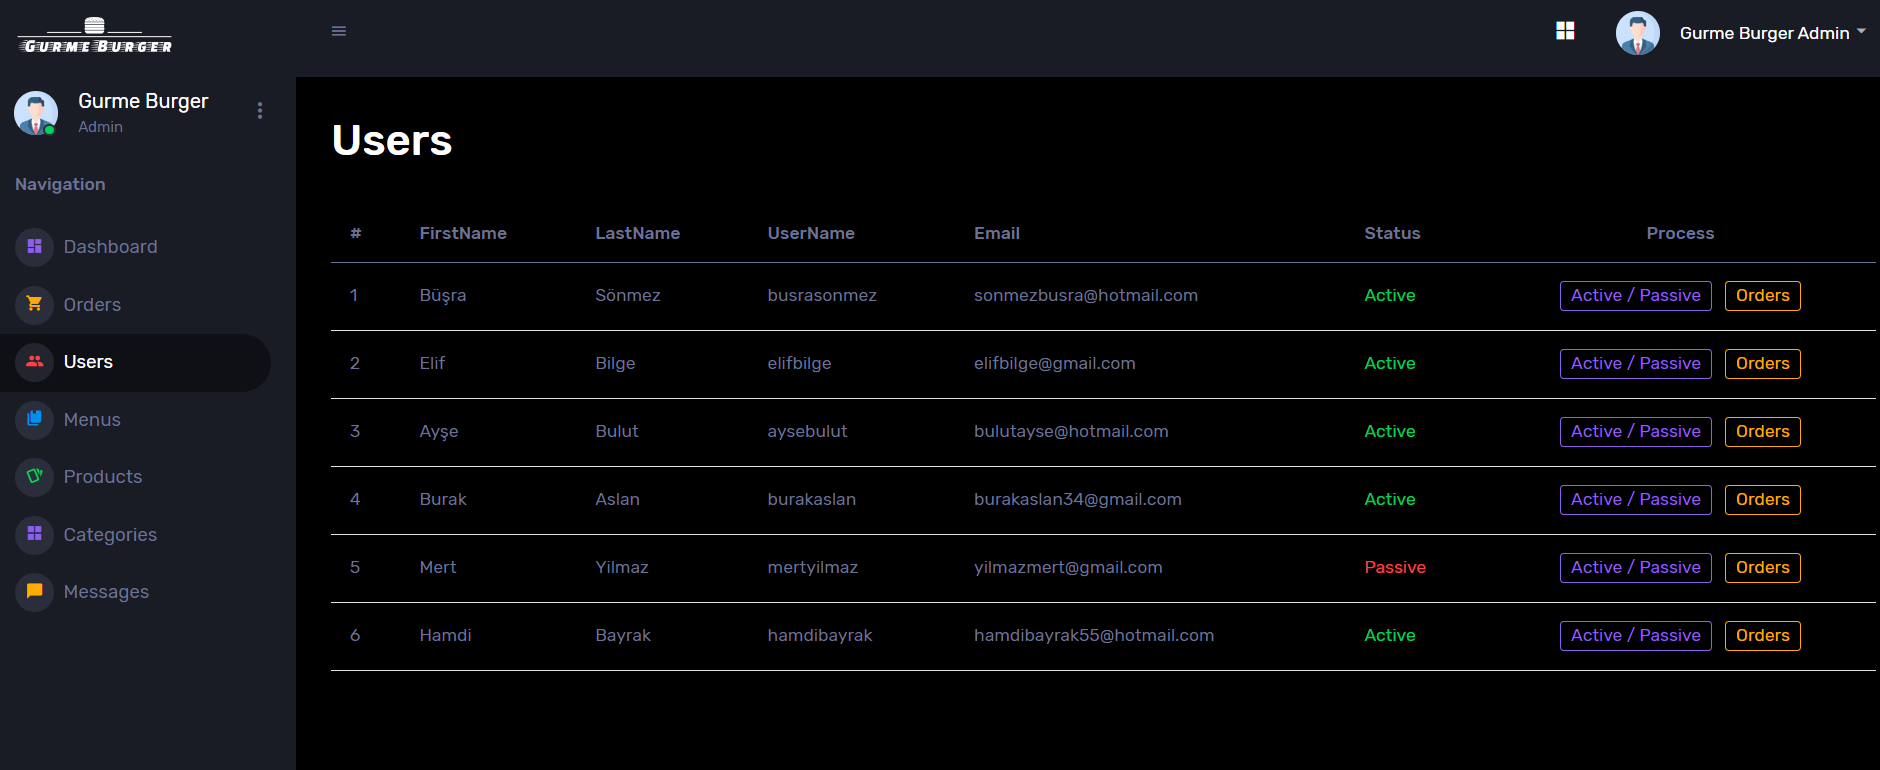 GURME BURGER
Gurme Burger Admin
Gurme Burger
Admin
Navigation
Dashboard
Orders
Users
Menus
Products
Categories
Messages
Users
# FirstName LastName UserName Email Status Process
1 Büşra Sönmez busrasonmez sonmezbusra@hotmail.com Active Active / Passive Orders
2 Elif Bilge elifbilge elifbilge@gmail.com Active Active / Passive Orders
3 Ayşe Bulut aysebulut bulutayse@hotmail.com Active Active / Passive Orders
4 Burak Aslan burakaslan burakaslan34@gmail.com Active Active / Passive Orders
5 Mert Yilmaz mertyilmaz yilmazmert@gmail.com Passive Active / Passive Orders
6 Hamdi Bayrak hamdibayrak hamdibayrak55@hotmail.com Active Active / Passive Orders